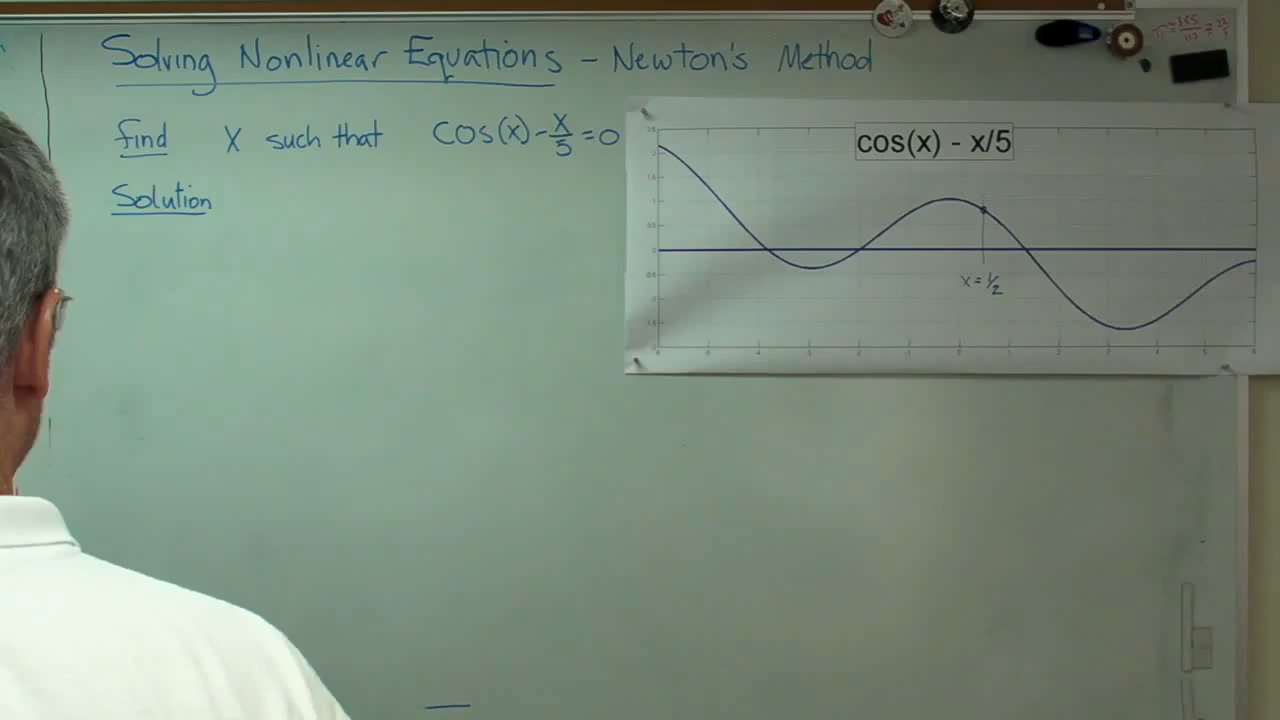 Solving Nonlinear Equations - Newton's Method
find x such that cos(x) - x/5 = 0
Solution
cos(x) - x/5
x = 1/2